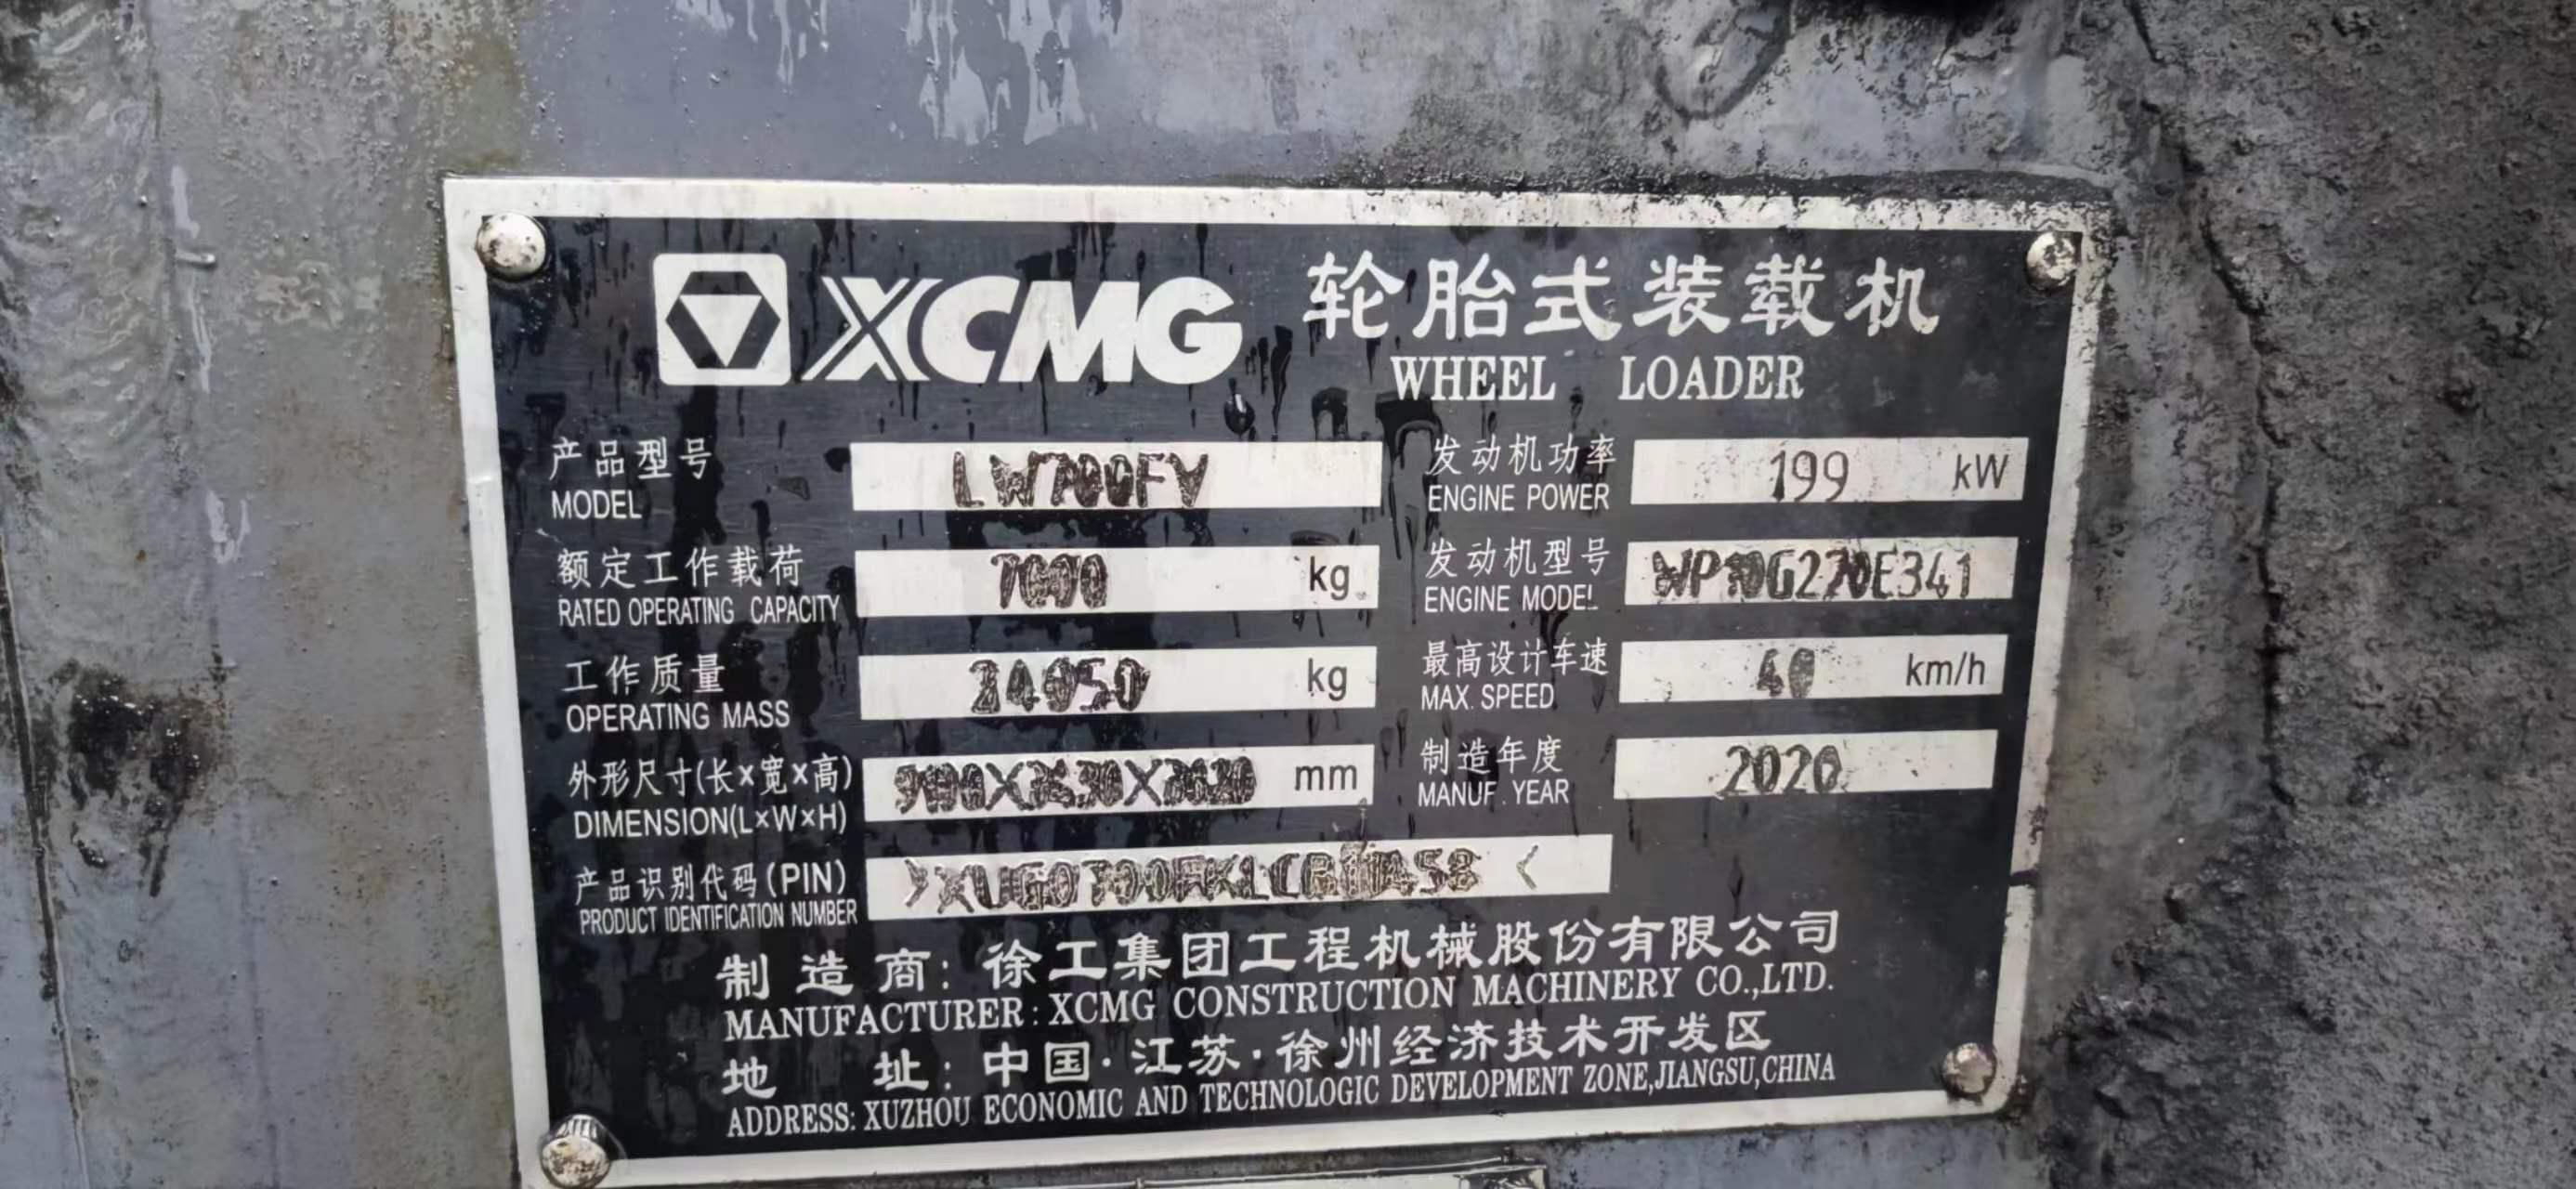 XCMG 轮胎式装载机
WHEEL LOADER
产品型号 LW700FV 发动机功率 199 kW
MODEL ENGINE POWER
额定工作载荷 7000 kg 发动机型号 WP10G270E341
RATED OPERATING CAPACITY ENGINE MODEL
工作质量 24050 kg 最高设计车速 40 km/h
OPERATING MASS MAX. SPEED
外形尺寸(长×宽×高) mm 制造年度 2020
DIMENSION(L×W×H) MANUF. YEAR
产品识别代码(PIN)
PRODUCT IDENTIFICATION NUMBER
制造商: 徐工集团工程机械股份有限公司
MANUFACTURER: XCMG CONSTRUCTION MACHINERY CO.,LTD.
地址: 中国·江苏·徐州经济技术开发区
ADDRESS: XUZHOU ECONOMIC AND TECHNOLOGIC DEVELOPMENT ZONE,JIANGSU,CHINA